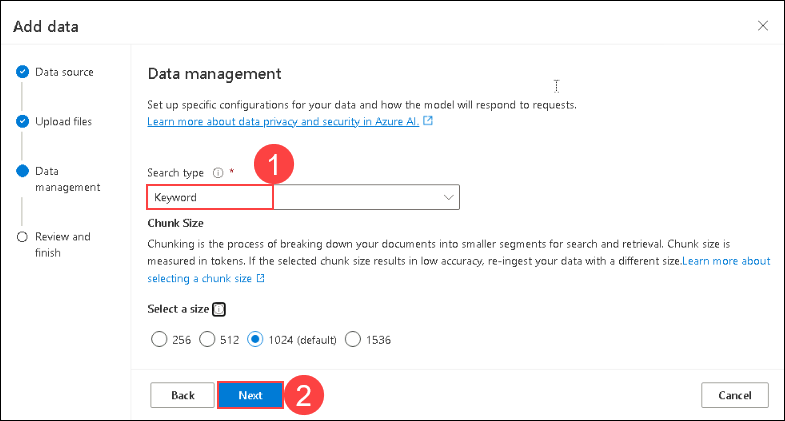 Add data
Data source
Upload files
Data
management
Review and
finish
Data management
Set up specific configurations for your data and how the model will respond to requests.
Learn more about data privacy and security in Azure AI.
1
Search type *
Keyword
Chunk Size
Chunking is the process of breaking down your documents into smaller segments for search and retrieval. Chunk size is
measured in tokens. If the selected chunk size results in low accuracy, re-ingest your data with a different size.Learn more about
selecting a chunk size
Select a size
256 512 1024 (default) 1536
Back Next 2 Cancel